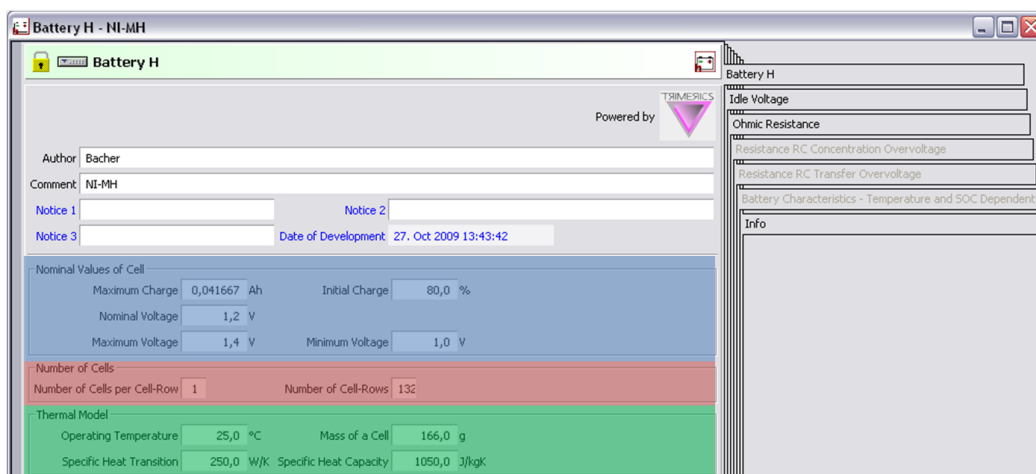 Battery H - NI-MH
Battery H
Powered by
TRIMERICS
Author Bacher
Comment NI-MH
Notice 1 Notice 2
Notice 3 Date of Development 27. Oct 2009 13:43:42
Nominal Values of Cell
Maximum Charge 0,041667 Ah Initial Charge 80,0 %
Nominal Voltage 1,2 V
Maximum Voltage 1,4 V Minimum Voltage 1,0 V
Number of Cells
Number of Cells per Cell-Row 1 Number of Cell-Rows 132
Thermal Model
Operating Temperature 25,0 °C Mass of a Cell 166,0 g
Specific Heat Transition 250,0 W/K Specific Heat Capacity 1050,0 J/kgK
Battery H
Idle Voltage
Ohmic Resistance
Resistance RC Concentration Overvoltage
Resistance RC Transfer Overvoltage
Battery Characteristics - Temperature and SOC Dependent
Info